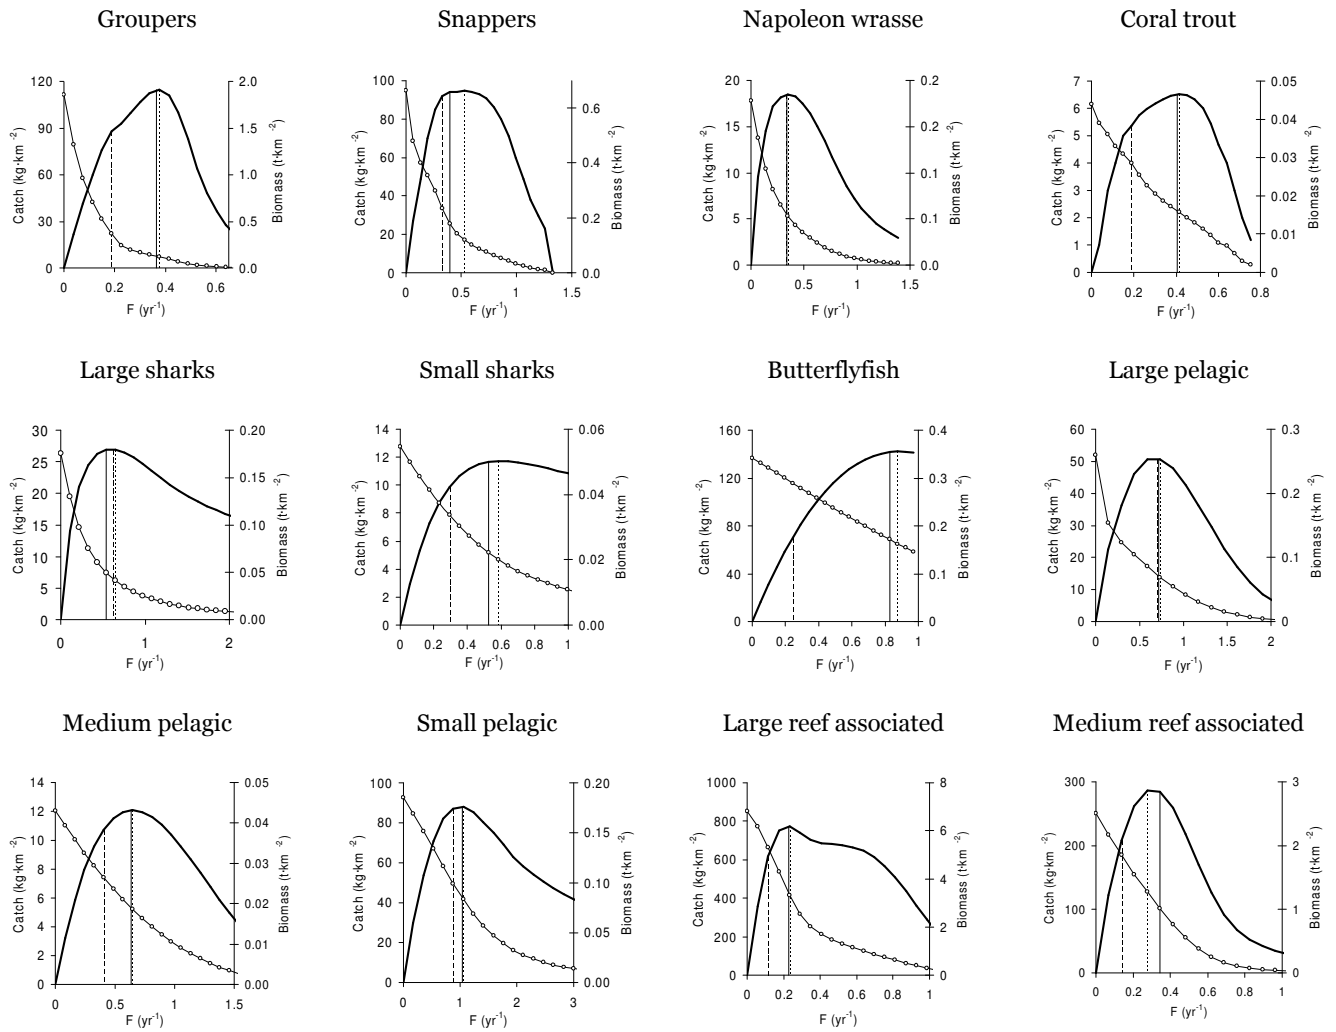 Groupers
Snappers
Napoleon wrasse
Coral trout
120
90
60
30
0
2.0
1.5
1.0
0.5
0.0
0 0.2 0.4 0.6
Catch (kg·km⁻²)
Biomass (t·km⁻²)
F (yr⁻¹)
100
80
60
40
20
0
0.6
0.4
0.2
0.0
0 0.5 1 1.5
Catch (kg·km⁻²)
Biomass (t·km⁻²)
F (yr⁻¹)
20
15
10
5
0
0.2
0.2
0.1
0.1
0.0
0 0.5 1 1.5
Catch (kg·km⁻²)
Biomass (t·km⁻²)
F (yr⁻¹)
7
6
5
4
3
2
1
0
0.050
0.040
0.030
0.020
0.010
0
0 0.2 0.4 0.6 0.8
Catch (kg·km⁻²)
Biomass (t·km⁻²)
F (yr⁻¹)
Large sharks
Small sharks
Butterflyfish
Large pelagic
30
25
20
15
10
5
0
0.20
0.15
0.10
0.05
0.00
0 1 2
Catch (kg·km⁻²)
Biomass (t·km⁻²)
F (yr⁻¹)
14
12
10
8
6
4
2
0
0.06
0.04
0.02
0.00
0 0.2 0.4 0.6 0.8 1
Catch (kg·km⁻²)
Biomass (t·km⁻²)
F (yr⁻¹)
160
120
80
40
0
0.4
0.3
0.2
0.1
0
0 0.2 0.4 0.6 0.8 1
Catch (kg·km⁻²)
Biomass (t·km⁻²)
F (yr⁻¹)
60
50
40
30
20
10
0
0.3
0.2
0.1
0
0 0.5 1 1.5 2
Catch (kg·km⁻²)
Biomass (t·km⁻²)
F (yr⁻¹)
Medium pelagic
Small pelagic
Large reef associated
Medium reef associated
14
12
10
8
6
4
2
0
0.05
0.04
0.03
0.02
0.01
0.00
0 0.5 1 1.5
Catch (kg·km⁻²)
Biomass (t·km⁻²)
F (yr⁻¹)
100
80
60
40
20
0
0.20
0.15
0.10
0.05
0.00
0 1 2 3
Catch (kg·km⁻²)
Biomass (t·km⁻²)
F (yr⁻¹)
1000
800
600
400
200
0
8
6
4
2
0
0 0.2 0.4 0.6 0.8 1
Catch (kg·km⁻²)
Biomass (t·km⁻²)
F (yr⁻¹)
300
200
100
0
3
2
1
0
0 0.2 0.4 0.6 0.8 1
Catch (kg·km⁻²)
Biomass (t·km⁻²)
F (yr⁻¹)